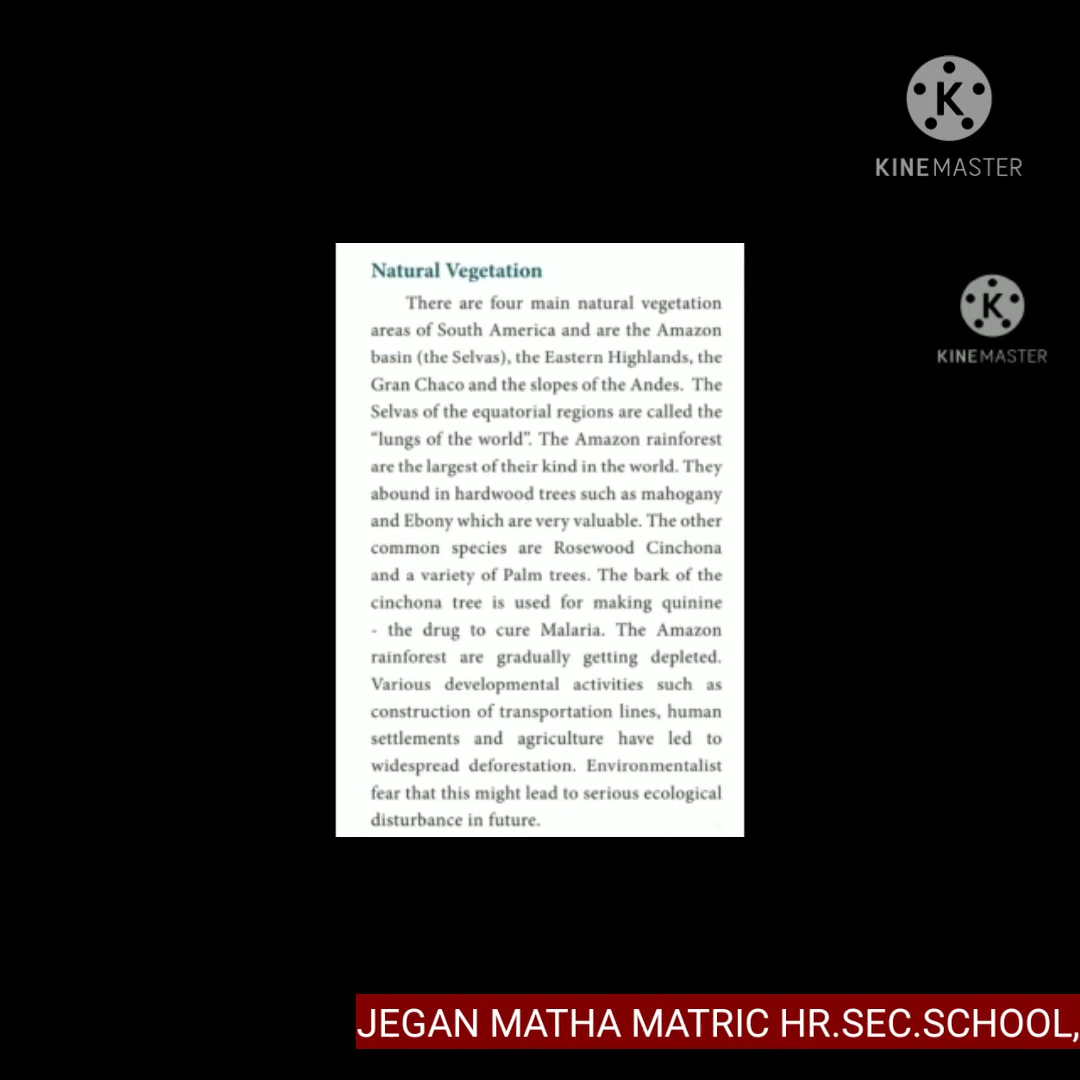 KINEMASTER
Natural Vegetation
KINEMASTER
There are four main natural vegetation
areas of South America and are the Amazon
basin (the Selvas), the Eastern Highlands, the
Gran Chaco and the slopes of the Andes. The
Selvas of the equatorial regions are called the
“lungs of the world”. The Amazon rainforest
are the largest of their kind in the world. They
abound in hardwood trees such as mahogany
and Ebony which are very valuable. The other
common species are Rosewood Cinchona
and a variety of Palm trees. The bark of the
cinchona tree is used for making quinine
- the drug to cure Malaria. The Amazon
rainforest are gradually getting depleted.
Various developmental activities such as
construction of transportation lines, human
settlements and agriculture have led to
widespread deforestation. Environmentalist
fear that this might lead to serious ecological
disturbance in future.
JEGAN MATHA MATRIC HR.SEC.SCHOOL,